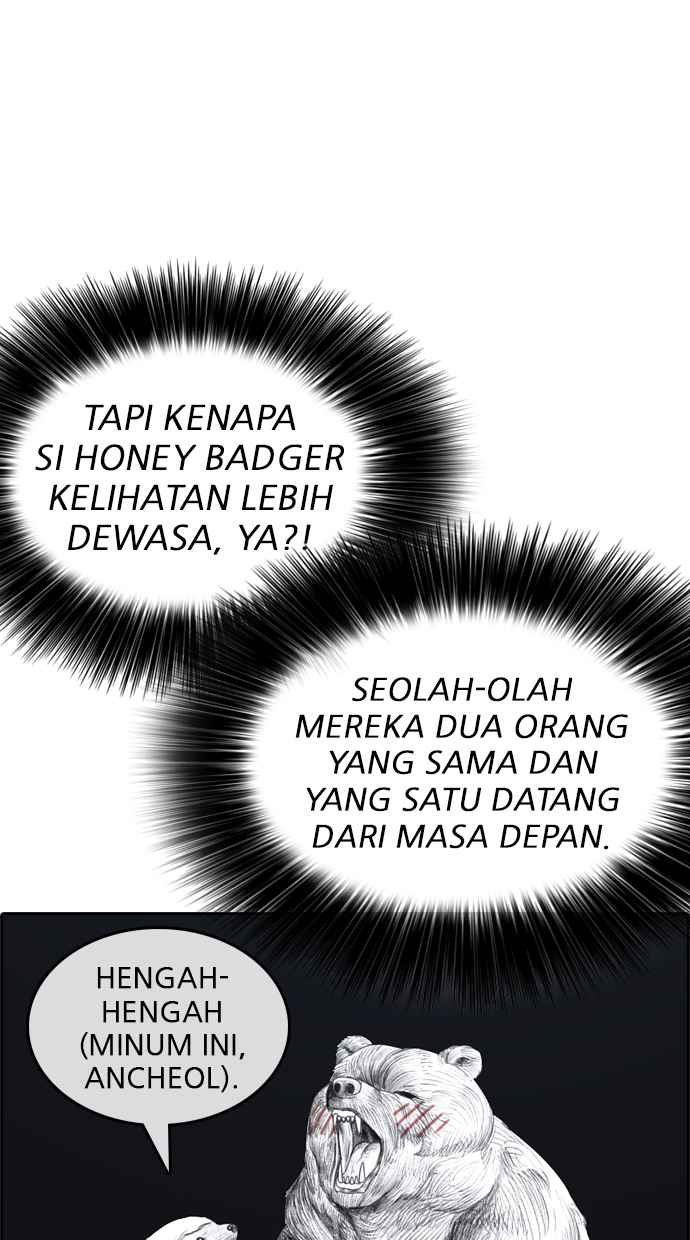 TAPI KENAPA
SI HONEY BADGER
KELIHATAN LEBIH
DEWASA, YA?!
SEOLAH-OLAH
MEREKA DUA ORANG
YANG SAMA DAN
YANG SATU DATANG
DARI MASA DEPAN.
HENGAH-
HENGAH
(MINUM INI,
ANCHEOL).